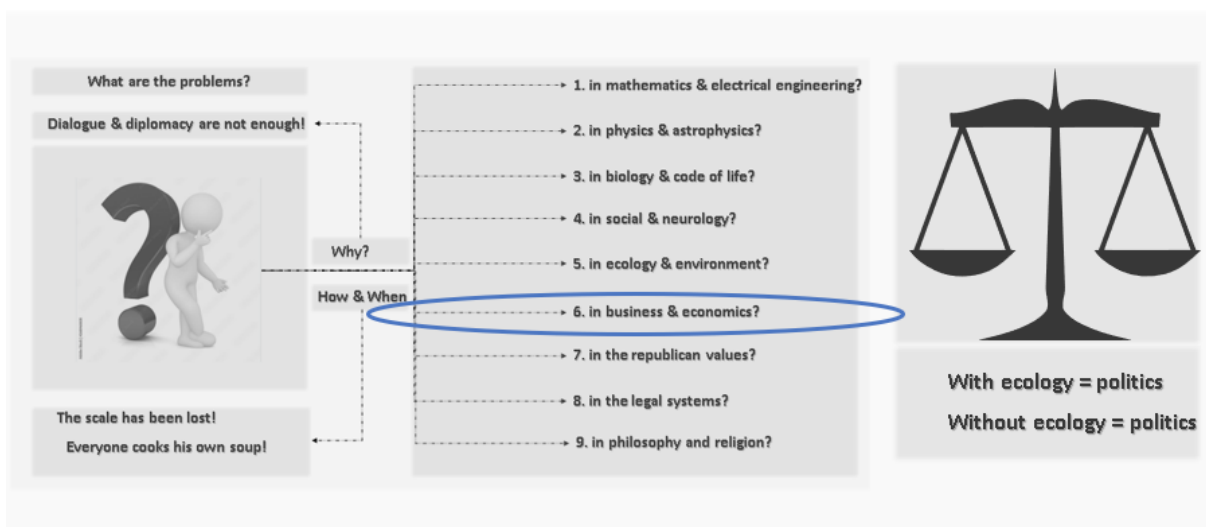 What are the problems?
Dialogue & diplomacy are not enough!
Why?
How & When
The scale has been lost!
Everyone cooks his own soup!
1. in mathematics & electrical engineering?
2. in physics & astrophysics?
3. in biology & code of life?
4. in social & neurology?
5. in ecology & environment?
6. in business & economics?
7. in the republican values?
8. in the legal systems?
9. in philosophy and religion?
With ecology = politics
Without ecology = politics